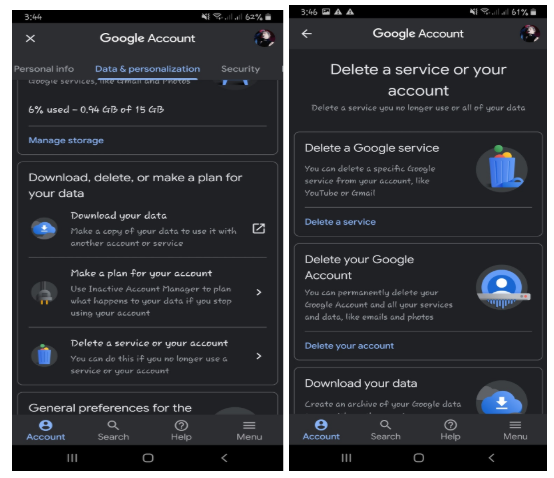 3:44
62%
Google Account
Personal info Data & personalization Security
Google services, like Gmail and Photos
6% used – 0.94 GB of 15 GB
Manage storage
Download, delete, or make a plan for
your data
Download your data
Make a copy of your data to use it with
another account or service
Make a plan for your account
Use Inactive Account Manager to plan
what happens to your data if you stop
using your account
Delete a service or your account
You can do this if you no longer use a
service or your account
General preferences for the
Account Search Help Menu
3:46
61%
Google Account
Delete a service or your
account
Delete a service you no longer use or all of your data
Delete a Google service
You can delete a specific Google
service from your account, like
YouTube or Gmail
Delete a service
Delete your Google
Account
You can permanently delete your
Google Account and all your services
and data, like emails and photos
Delete your account
Download your data
Create an archive of your Google data
Account Search Help Menu